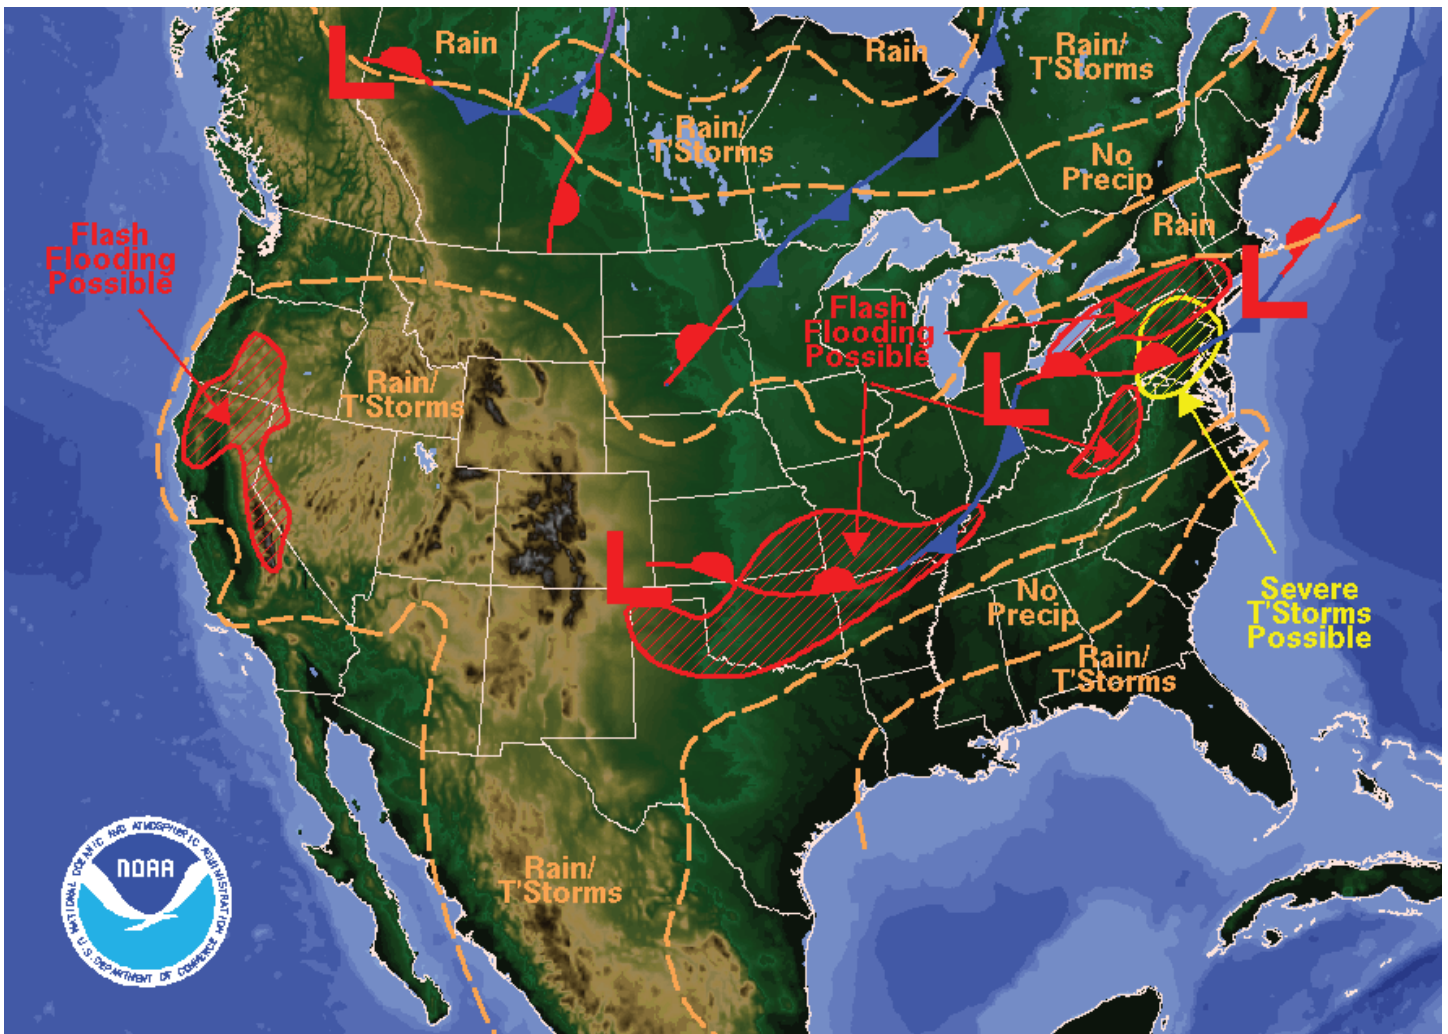 L
Rain
Rain
Rain/
T'Storms
Rain/
T'Storms
No
Precip
Rain
Flash
Flooding
Possible
L
Flash
Flooding
Possible
Rain/
T'Storms
L
L
Severe
T'Storms
Possible
No
Precip
Rain/
T'Storms
Rain/
T'Storms
NATIONAL OCEANIC AND ATMOSPHERIC ADMINISTRATION
NOAA
U.S. DEPARTMENT OF COMMERCE